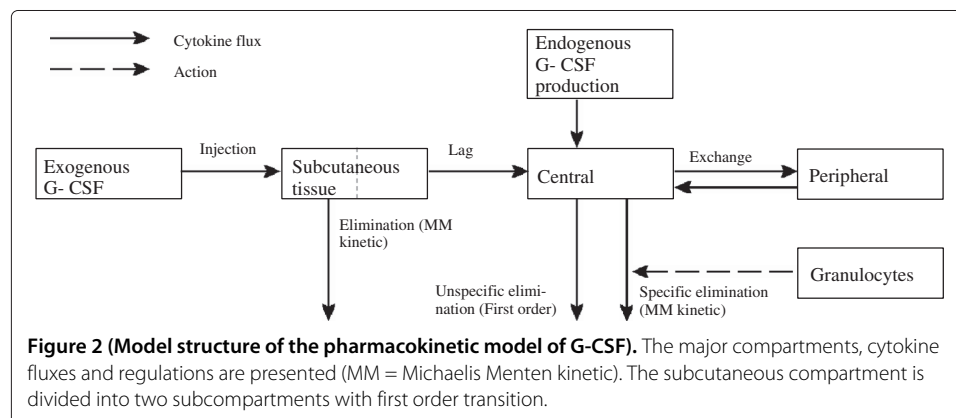 Cytokine flux
Action
Endogenous
G- CSF
production
Exogenous
G- CSF
Injection
Subcutaneous
tissue
Lag
Central
Exchange
Peripheral
Elimination (MM
kinetic)
Granulocytes
Unspecific elimi-
nation (First order)
Specific elimination
(MM kinetic)
Figure 2 (Model structure of the pharmacokinetic model of G-CSF). The major compartments, cytokine
fluxes and regulations are presented (MM = Michaelis Menten kinetic). The subcutaneous compartment is
divided into two subcompartments with first order transition.